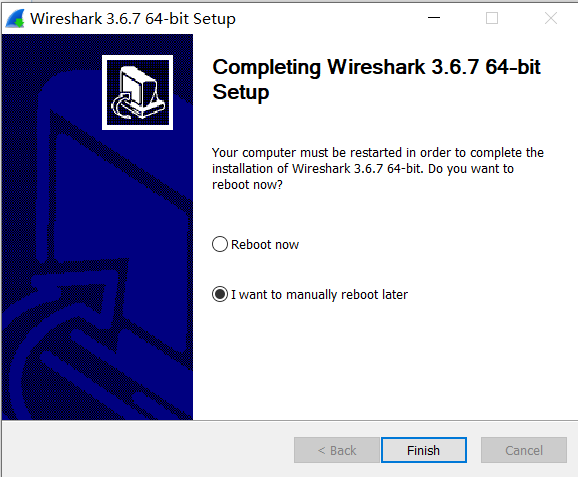 Wireshark 3.6.7 64-bit Setup
Completing Wireshark 3.6.7 64-bit
Setup
Your computer must be restarted in order to complete the
installation of Wireshark 3.6.7 64-bit. Do you want to
reboot now?
Reboot now
I want to manually reboot later
< Back
Finish
Cancel